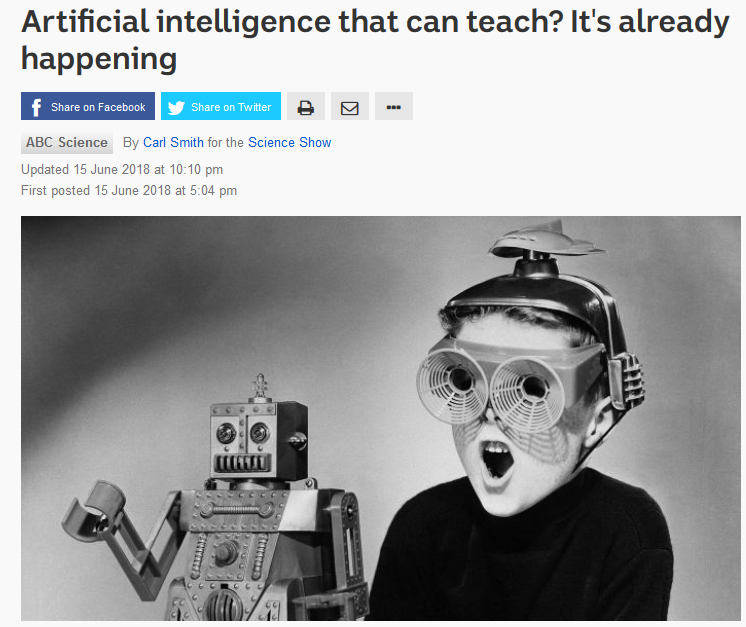 Artificial intelligence that can teach? It's already
happening
Share on Facebook Share on Twitter
ABC Science By Carl Smith for the Science Show
Updated 15 June 2018 at 10:10 pm
First posted 15 June 2018 at 5:04 pm